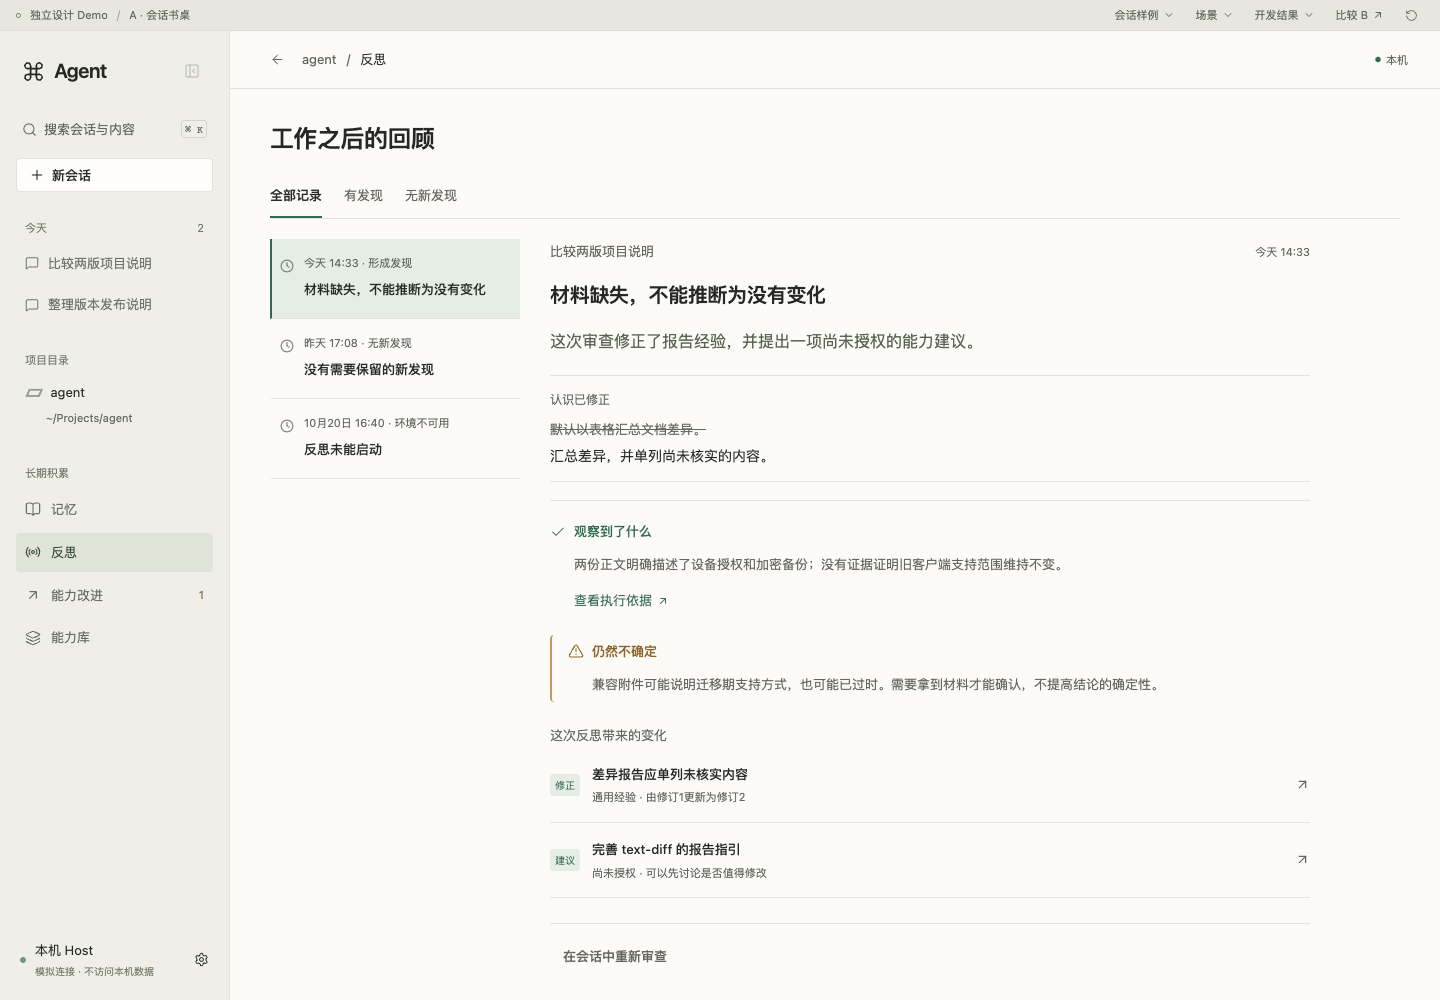 独立设计 Demo / A · 会话书桌
会话样例 场景 开发结果 比较 B
Agent
搜索会话与内容 ⌘ K
新会话
今天 2
比较两版项目说明
整理版本发布说明
项目目录
agent
~/Projects/agent
长期积累
记忆
反思
能力改进 1
能力库
本机 Host
模拟连接 · 不访问本机数据
agent / 反思
本机
工作之后的回顾
全部记录 有发现 无新发现
今天 14:33 · 形成发现
材料缺失，不能推断为没有变化
昨天 17:08 · 无新发现
没有需要保留的新发现
10月20日 16:40 · 环境不可用
反思未能启动
比较两版项目说明 今天 14:33
材料缺失，不能推断为没有变化
这次审查修正了报告经验，并提出一项尚未授权的能力建议。
认识已修正
默认以表格汇总文档差异。
汇总差异，并单列尚未核实的内容。
观察到了什么
两份正文明确描述了设备授权和加密备份；没有证据证明旧客户端支持范围维持不变。
查看执行依据
仍然不确定
兼容附件可能说明迁移期支持方式，也可能已过时。需要拿到材料才能确认，不提高结论的确定性。
这次反思带来的变化
修正 差异报告应单列未核实内容
通用经验 · 由修订1更新为修订2
建议 完善 text-diff 的报告指引
尚未授权 · 可以先讨论是否值得修改
在会话中重新审查